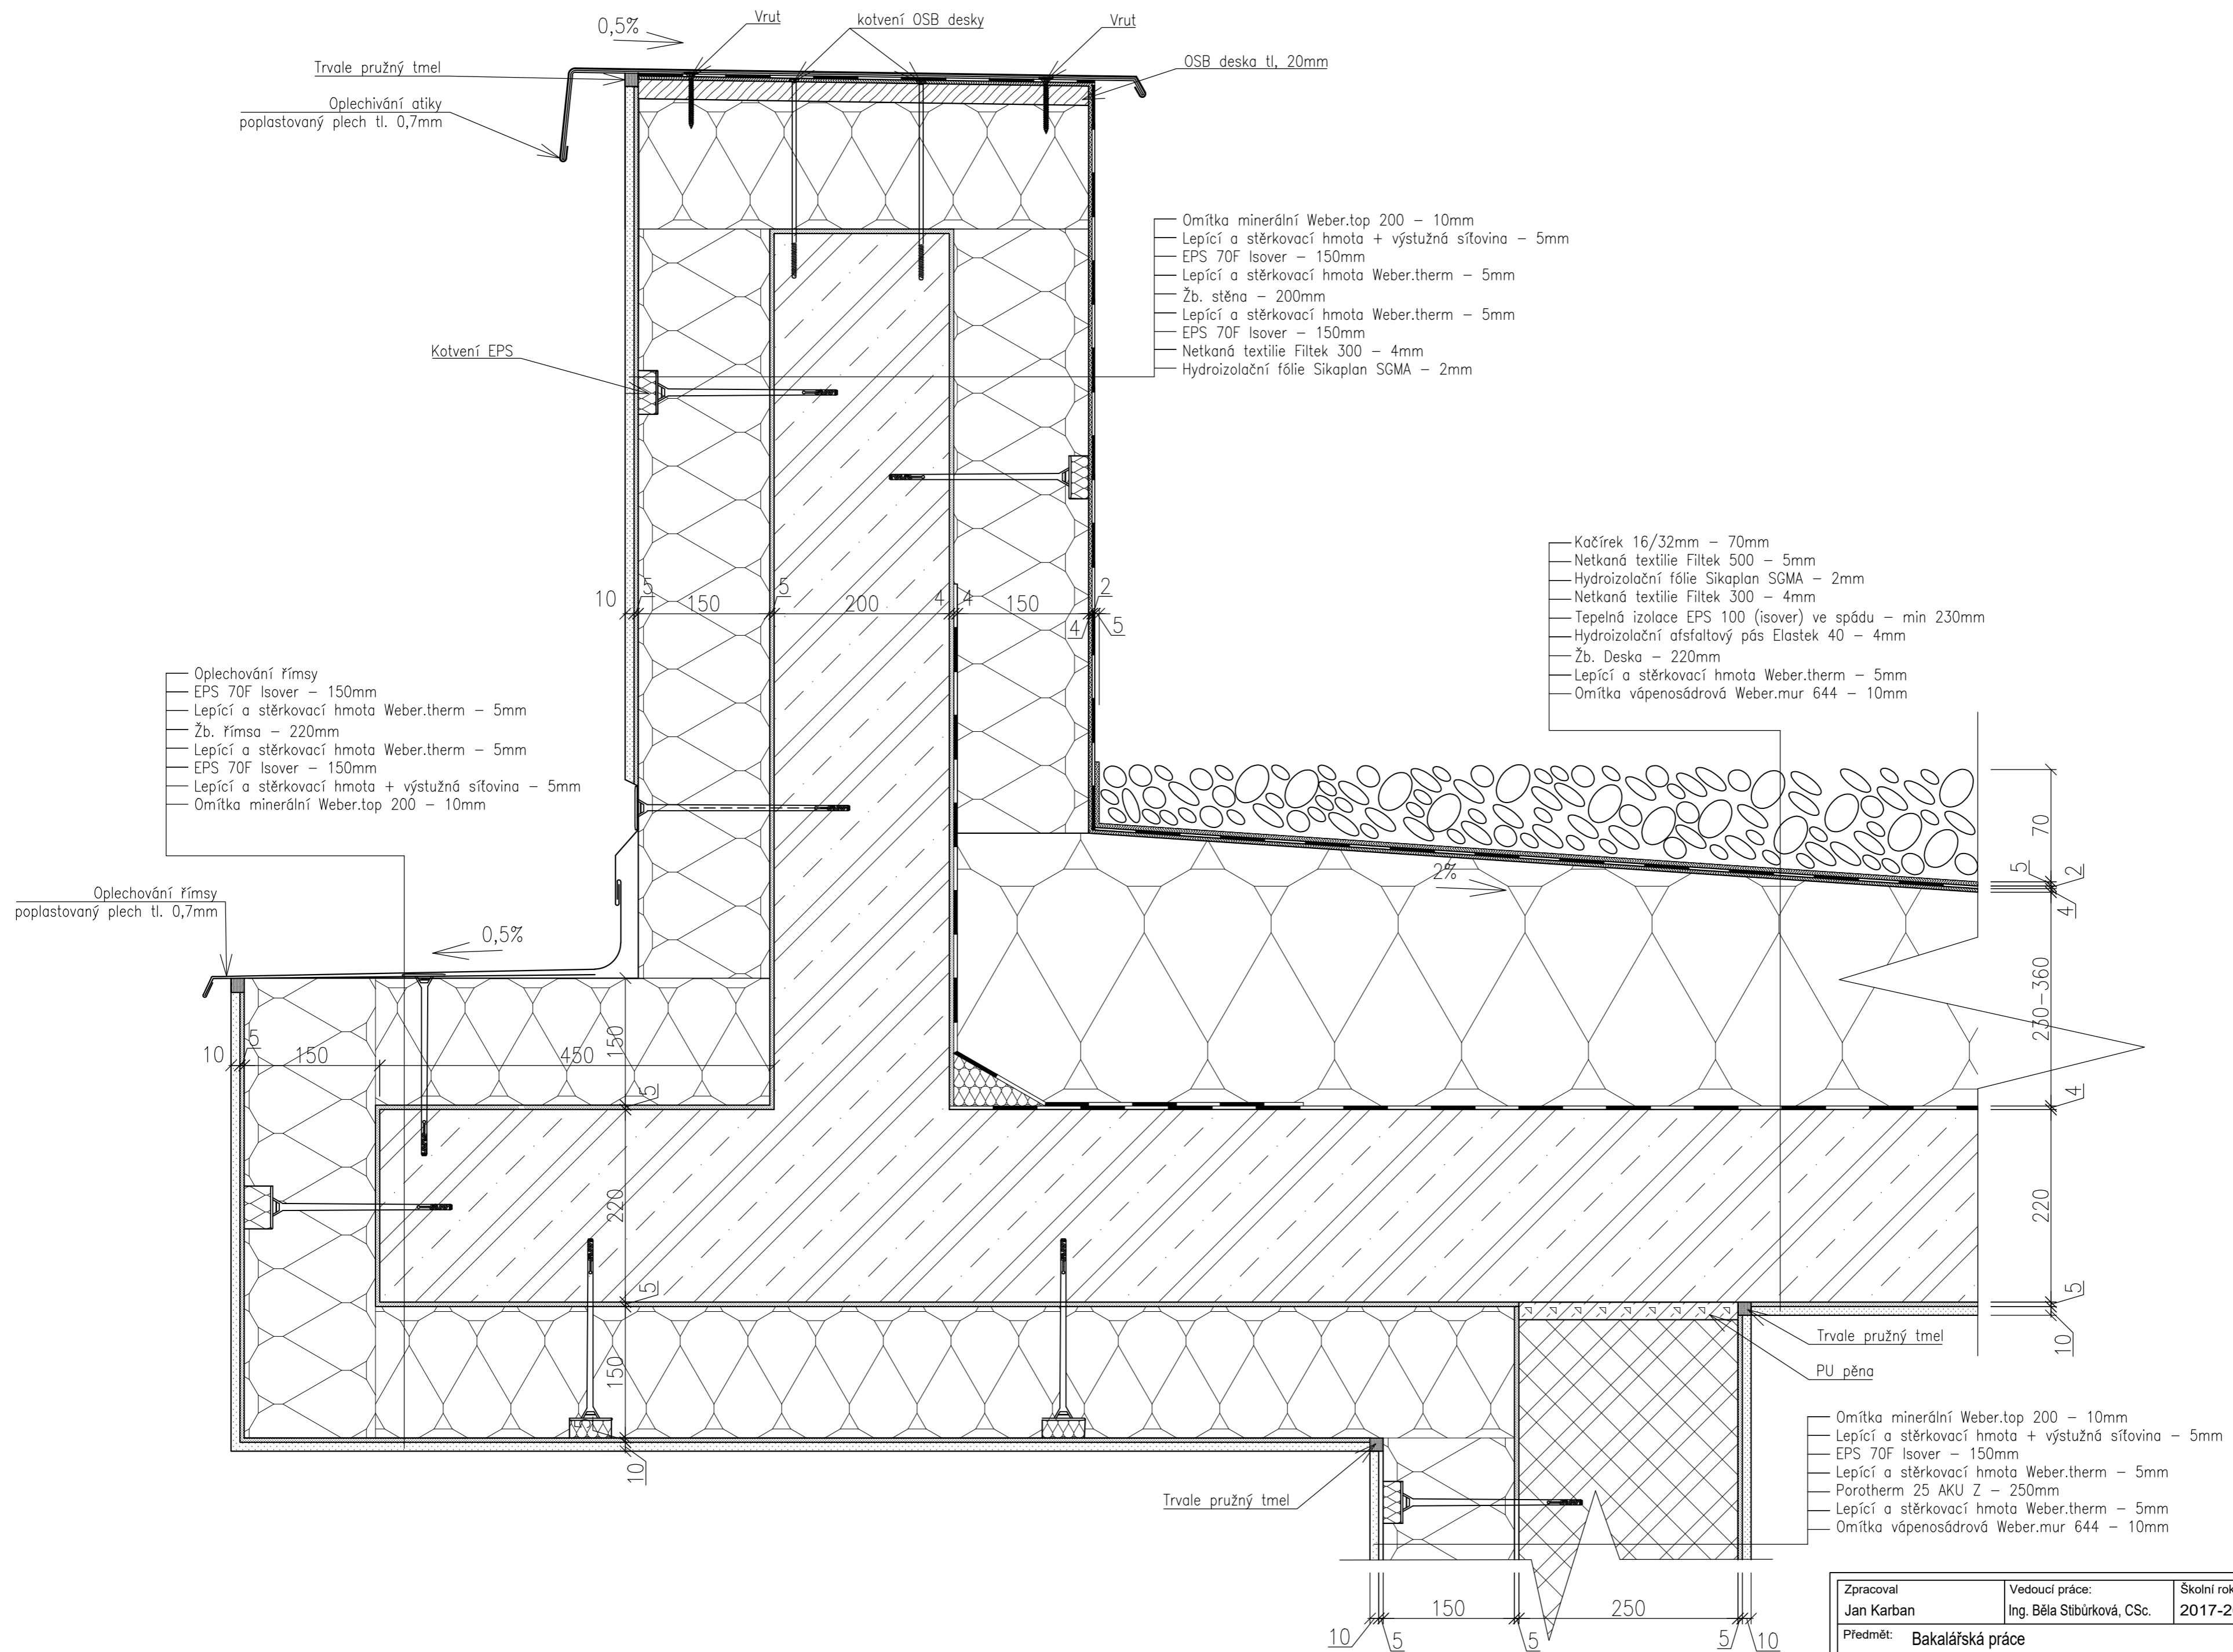 0,5%
Vrut
kotvení OSB desky
Vrut
Trvale pružný tmel
OSB deska tl, 20mm
Oplechivání atiky
poplastovaný plech tl. 0,7mm
Omítka minerální Weber.top 200 – 10mm
Lepící a stěrkovací hmota + výstužná síťovina – 5mm
EPS 70F Isover – 150mm
Lepící a stěrkovací hmota Weber.therm – 5mm
Žb. stěna – 200mm
Lepící a stěrkovací hmota Weber.therm – 5mm
EPS 70F Isover – 150mm
Netkaná textilie Filtek 300 – 4mm
Hydroizolační fólie Sikaplan SGMA – 2mm
Kotvení EPS
Kačírek 16/32mm – 70mm
Netkaná textilie Filtek 500 – 5mm
Hydroizolační fólie Sikaplan SGMA – 2mm
Netkaná textilie Filtek 300 – 4mm
Tepelná izolace EPS 100 (isover) ve spádu – min 230mm
Hydroizolační afsfaltový pás Elastek 40 – 4mm
Žb. Deska – 220mm
Lepící a stěrkovací hmota Weber.therm – 5mm
Omítka vápenosádrová Weber.mur 644 – 10mm
10 5 150 5 200 4 4 150 2
4 5
Oplechování římsy
EPS 70F Isover – 150mm
Lepící a stěrkovací hmota Weber.therm – 5mm
Žb. římsa – 220mm
Lepící a stěrkovací hmota Weber.therm – 5mm
EPS 70F Isover – 150mm
Lepící a stěrkovací hmota + výstužná síťovina – 5mm
Omítka minerální Weber.top 200 – 10mm
Oplechování římsy
poplastovaný plech tl. 0,7mm
0,5%
2%
70
5
2
4
230–360
4
220
5
10
10 5 150 450
150
5
220
5
150
10
Trvale pružný tmel
PU pěna
Trvale pružný tmel
Omítka minerální Weber.top 200 – 10mm
Lepící a stěrkovací hmota + výstužná síťovina – 5mm
EPS 70F Isover – 150mm
Lepící a stěrkovací hmota Weber.therm – 5mm
Porotherm 25 AKU Z – 250mm
Lepící a stěrkovací hmota Weber.therm – 5mm
Omítka vápenosádrová Weber.mur 644 – 10mm
150 250
10 5 5 5 10
Zpracoval Vedoucí práce: Školní rok
Jan Karban Ing. Běla Stibůrková, CSc. 2017-2
Předmět: Bakalářská práce